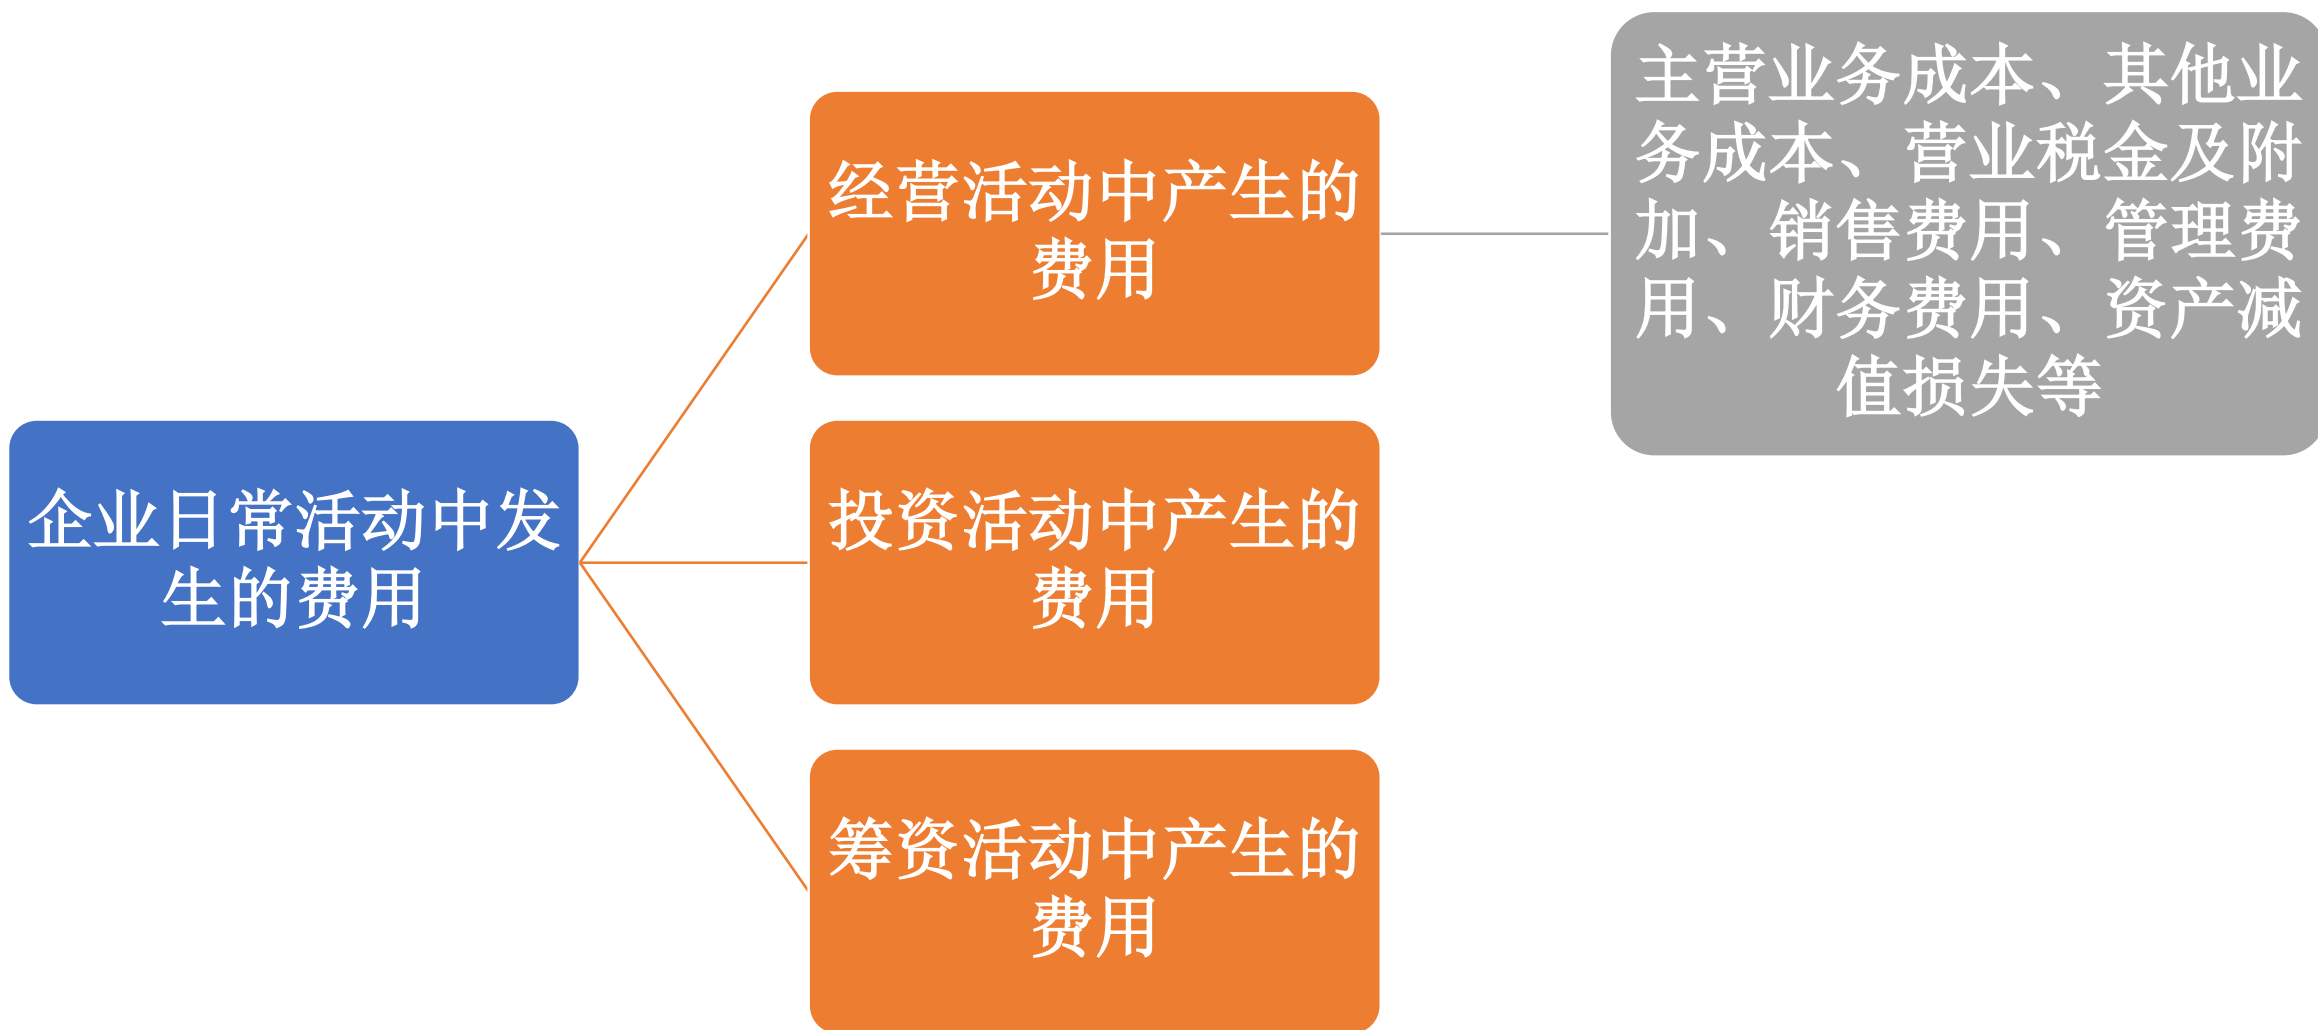 企业日常活动中发
生的费用
经营活动中产生的
费用
主营业务成本、其他业
务成本、营业税金及附
加、销售费用、管理费
用、财务费用、资产减
值损失等
投资活动中产生的
费用
筹资活动中产生的
费用